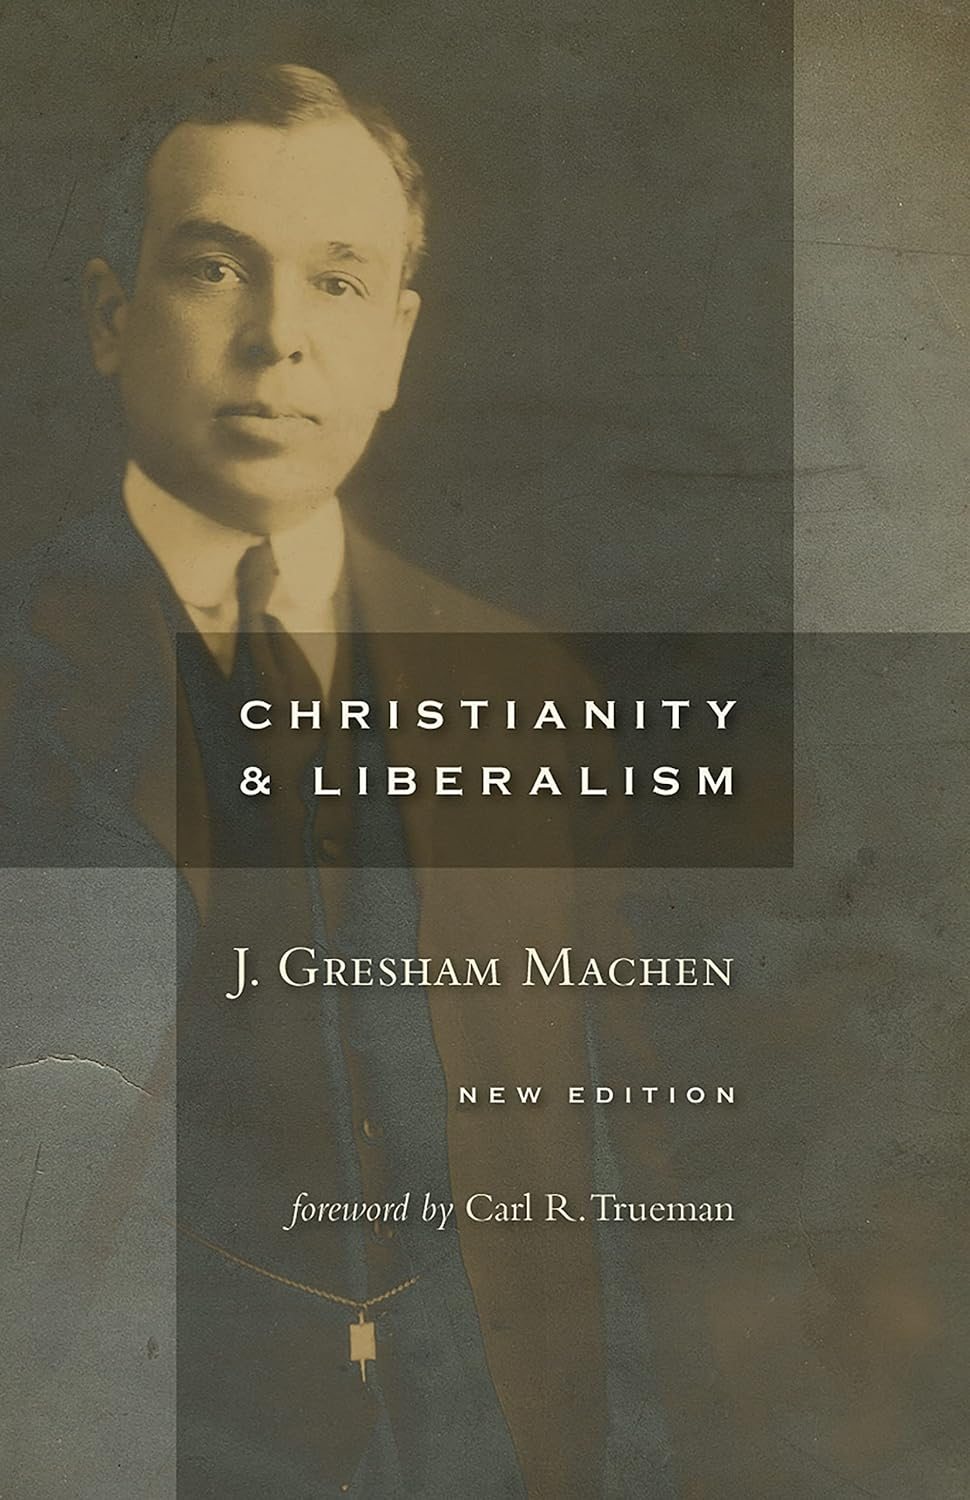 CHRISTIANITY
& LIBERALISM
J. GRESHAM MACHEN
NEW EDITION
foreword by Carl R. Trueman